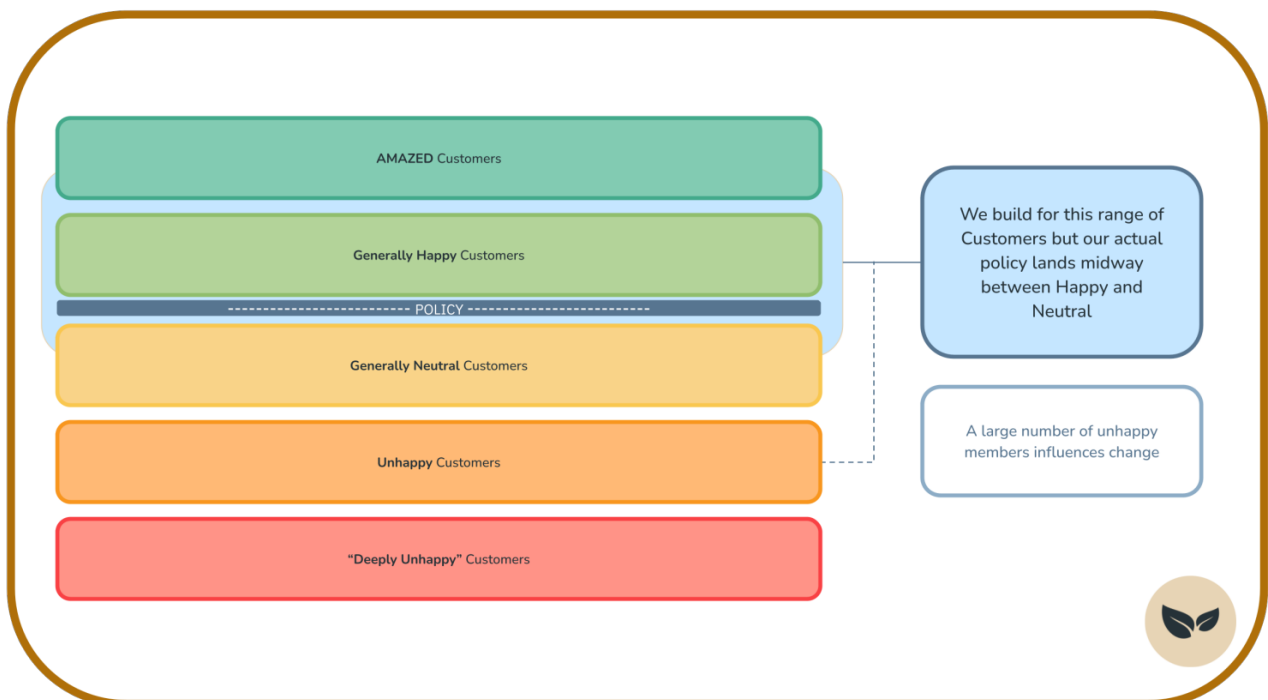 AMAZED Customers
Generally Happy Customers
------------------------- POLICY -------------------------
Generally Neutral Customers
Unhappy Customers
“Deeply Unhappy” Customers
We build for this range of
Customers but our actual
policy lands midway
between Happy and
Neutral
A large number of unhappy
members influences change